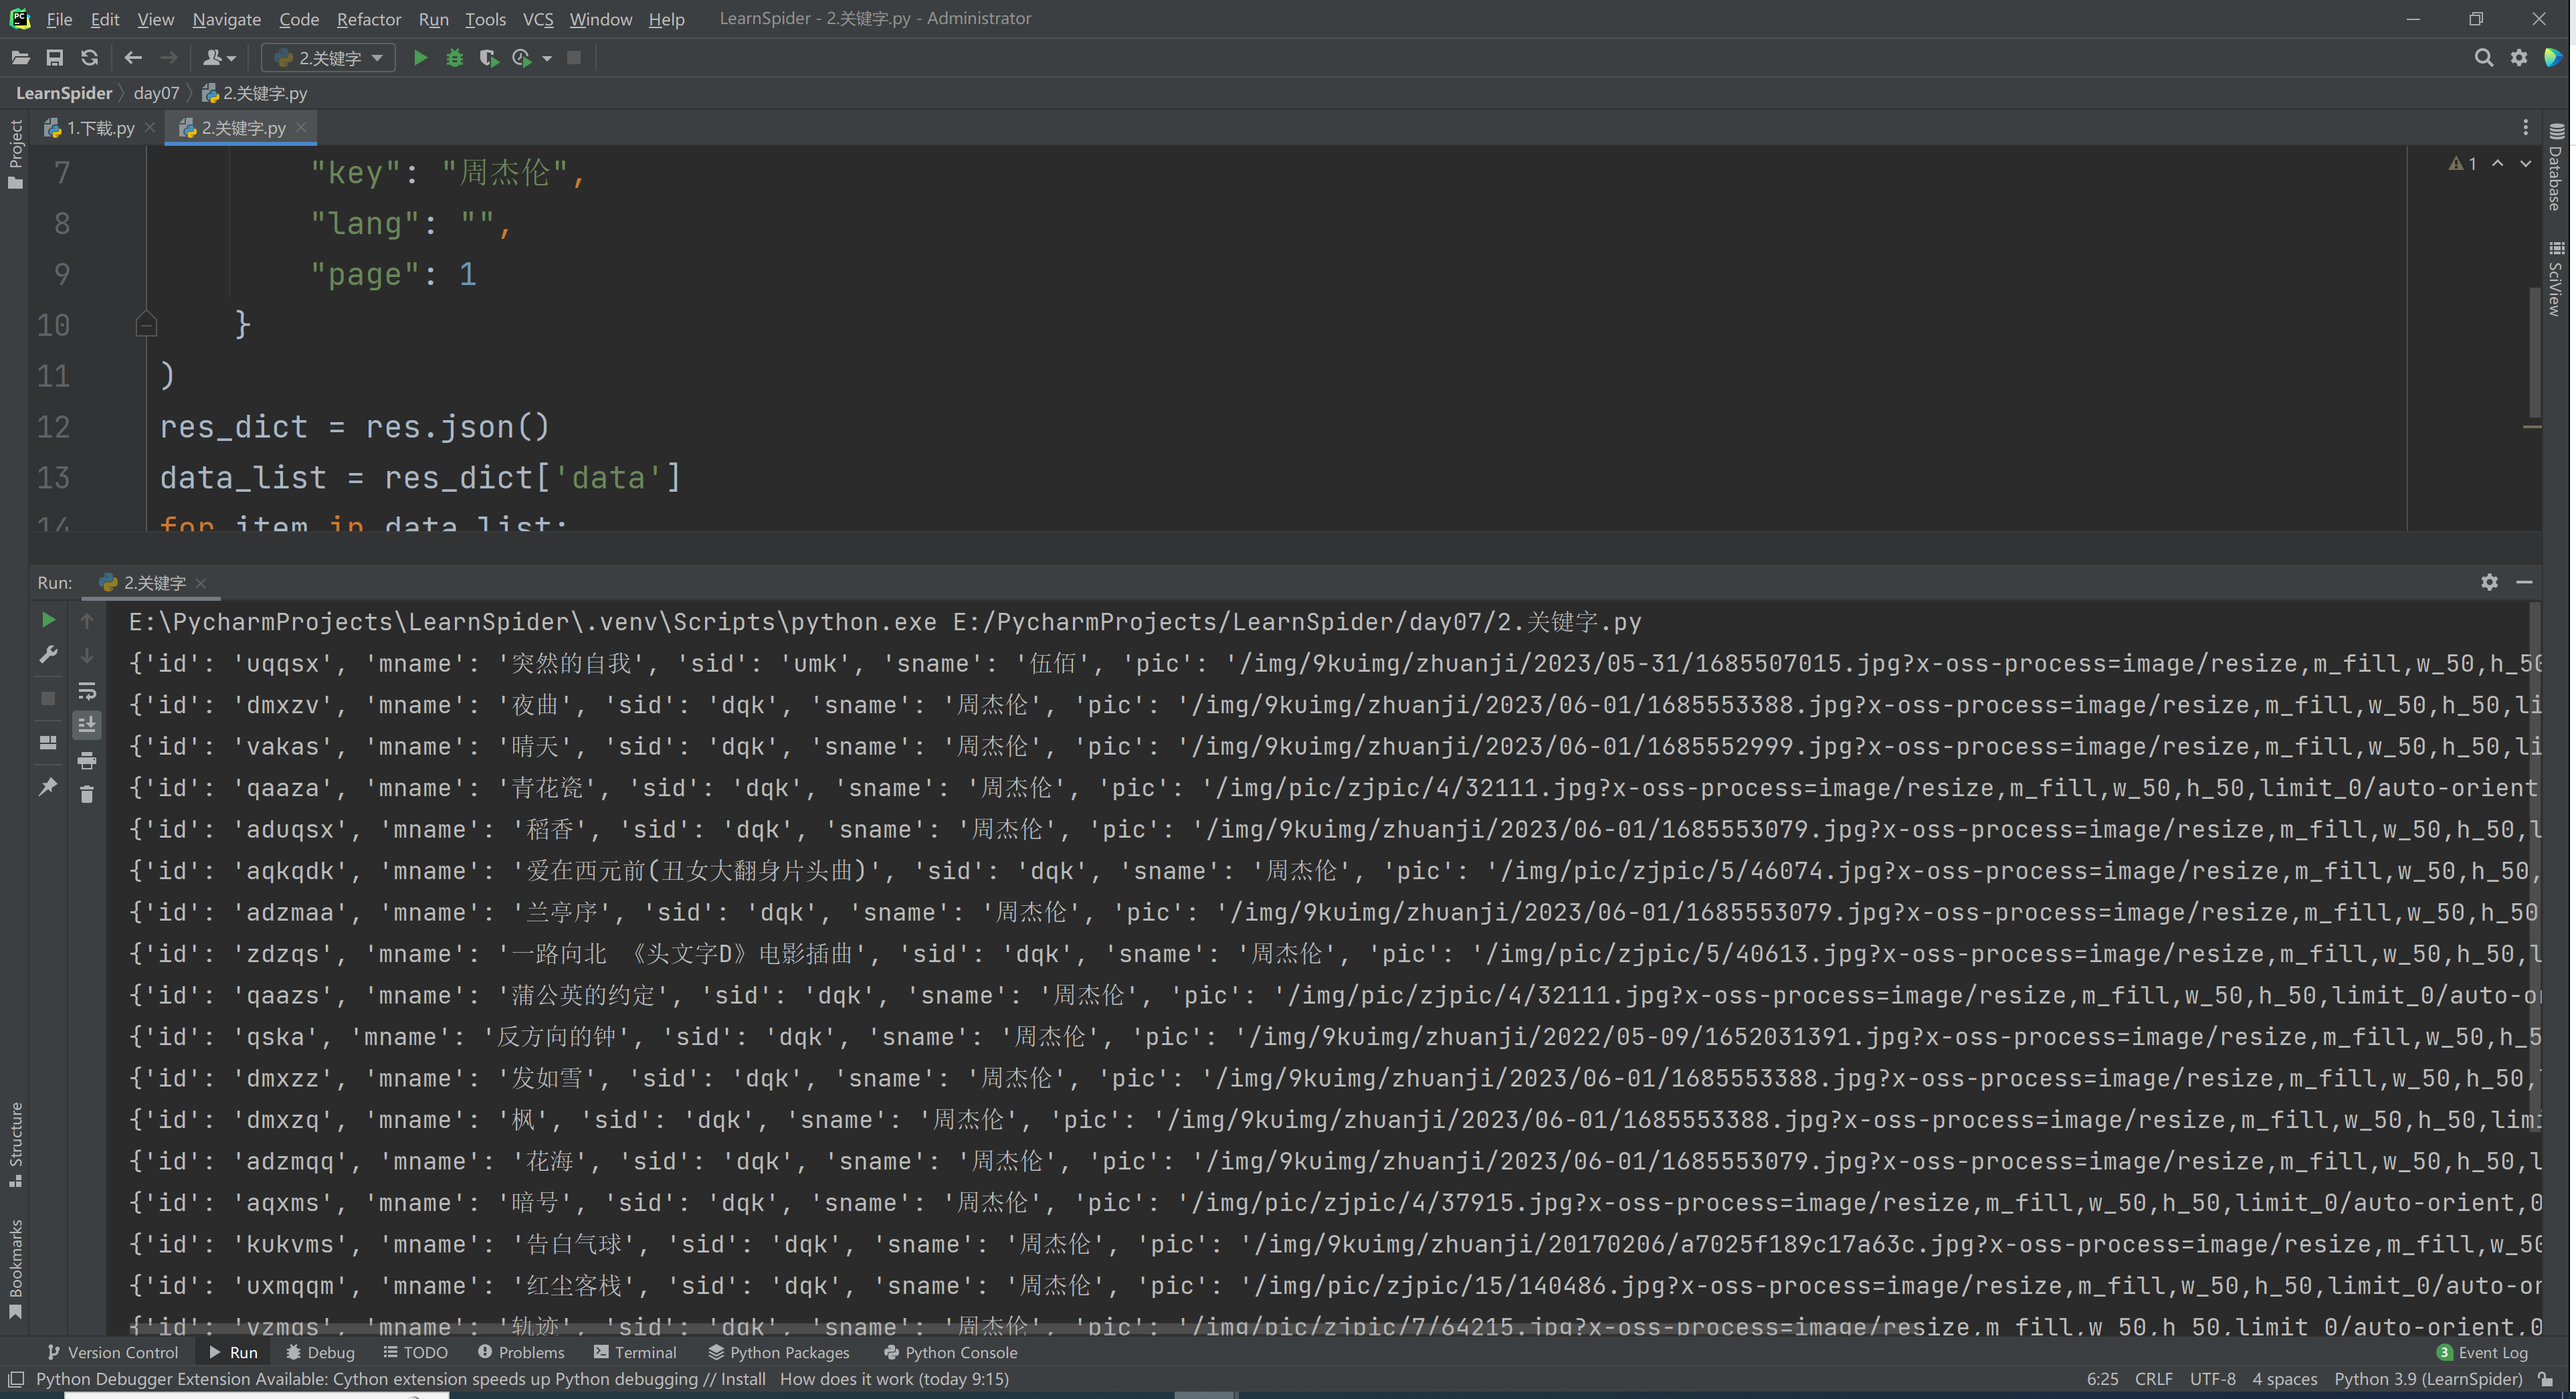 File Edit View Navigate Code Refactor Run Tools VCS Window Help LearnSpider - 2.关键字.py - Administrator
2.关键字
LearnSpider day07 2.关键字.py
1.下载.py 2.关键字.py
Project
Database
SciView
1
7 "key": "周杰伦",
8 "lang": "",
9 "page": 1
10 }
11 )
12 res_dict = res.json()
13 data_list = res_dict['data']
14 for item in data_list:
Run: 2.关键字
E:\PycharmProjects\LearnSpider\.venv\Scripts\python.exe E:/PycharmProjects/LearnSpider/day07/2.关键字.py
{'id': 'uqqsx', 'mname': '突然的自我', 'sid': 'umk', 'sname': '伍佰', 'pic': '/img/9kuimg/zhuanji/2023/05-31/1685507015.jpg?x-oss-process=image/resize,m_fill,w_50,h_50
{'id': 'dmxzv', 'mname': '夜曲', 'sid': 'dqk', 'sname': '周杰伦', 'pic': '/img/9kuimg/zhuanji/2023/06-01/1685553388.jpg?x-oss-process=image/resize,m_fill,w_50,h_50,li
{'id': 'vakas', 'mname': '晴天', 'sid': 'dqk', 'sname': '周杰伦', 'pic': '/img/9kuimg/zhuanji/2023/06-01/1685552999.jpg?x-oss-process=image/resize,m_fill,w_50,h_50,li
{'id': 'qaaza', 'mname': '青花瓷', 'sid': 'dqk', 'sname': '周杰伦', 'pic': '/img/pic/zjpic/4/32111.jpg?x-oss-process=image/resize,m_fill,w_50,h_50,limit_0/auto-orient
{'id': 'aduqsx', 'mname': '稻香', 'sid': 'dqk', 'sname': '周杰伦', 'pic': '/img/9kuimg/zhuanji/2023/06-01/1685553079.jpg?x-oss-process=image/resize,m_fill,w_50,h_50,l
{'id': 'aqkqdk', 'mname': '爱在西元前(丑女大翻身片头曲)', 'sid': 'dqk', 'sname': '周杰伦', 'pic': '/img/pic/zjpic/5/46074.jpg?x-oss-process=image/resize,m_fill,w_50,h_50,
{'id': 'adzmaa', 'mname': '兰亭序', 'sid': 'dqk', 'sname': '周杰伦', 'pic': '/img/9kuimg/zhuanji/2023/06-01/1685553079.jpg?x-oss-process=image/resize,m_fill,w_50,h_50
{'id': 'zdzqs', 'mname': '一路向北 《头文字D》电影插曲', 'sid': 'dqk', 'sname': '周杰伦', 'pic': '/img/pic/zjpic/5/40613.jpg?x-oss-process=image/resize,m_fill,w_50,h_50,l
{'id': 'qaazs', 'mname': '蒲公英的约定', 'sid': 'dqk', 'sname': '周杰伦', 'pic': '/img/pic/zjpic/4/32111.jpg?x-oss-process=image/resize,m_fill,w_50,h_50,limit_0/auto-or
{'id': 'qska', 'mname': '反方向的钟', 'sid': 'dqk', 'sname': '周杰伦', 'pic': '/img/9kuimg/zhuanji/2022/05-09/1652031391.jpg?x-oss-process=image/resize,m_fill,w_50,h_5
{'id': 'dmxzz', 'mname': '发如雪', 'sid': 'dqk', 'sname': '周杰伦', 'pic': '/img/9kuimg/zhuanji/2023/06-01/1685553388.jpg?x-oss-process=image/resize,m_fill,w_50,h_50,
{'id': 'dmxzq', 'mname': '枫', 'sid': 'dqk', 'sname': '周杰伦', 'pic': '/img/9kuimg/zhuanji/2023/06-01/1685553388.jpg?x-oss-process=image/resize,m_fill,w_50,h_50,lim
{'id': 'adzmqq', 'mname': '花海', 'sid': 'dqk', 'sname': '周杰伦', 'pic': '/img/9kuimg/zhuanji/2023/06-01/1685553079.jpg?x-oss-process=image/resize,m_fill,w_50,h_50,l
{'id': 'aqxms', 'mname': '暗号', 'sid': 'dqk', 'sname': '周杰伦', 'pic': '/img/pic/zjpic/4/37915.jpg?x-oss-process=image/resize,m_fill,w_50,h_50,limit_0/auto-orient,0
{'id': 'kukvms', 'mname': '告白气球', 'sid': 'dqk', 'sname': '周杰伦', 'pic': '/img/9kuimg/zhuanji/20170206/a7025f189c17a63c.jpg?x-oss-process=image/resize,m_fill,w_50
{'id': 'uxmqqm', 'mname': '红尘客栈', 'sid': 'dqk', 'sname': '周杰伦', 'pic': '/img/pic/zjpic/15/140486.jpg?x-oss-process=image/resize,m_fill,w_50,h_50,limit_0/auto-or
{'id': 'vzmqs', 'mname': '轨迹', 'sid': 'dqk', 'sname': '周杰伦', 'pic': '/img/pic/zjpic/7/64215.jpg?x-oss-process=image/resize,m_fill,w_50,h_50,limit_0/auto-orient,0
Structure
Bookmarks
Version Control Run Debug TODO Problems Terminal Python Packages Python Console 3 Event Log
Python Debugger Extension Available: Cython extension speeds up Python debugging // Install How does it work (today 9:15) 6:25 CRLF UTF-8 4 spaces Python 3.9 (LearnSpider)